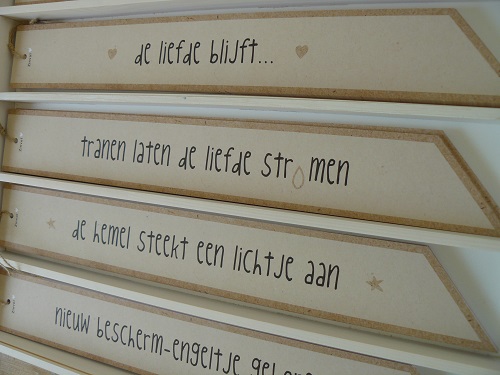 de liefde blijft...
tranen laten de liefde stromen
de hemel steekt een lichtje aan
nieuw bescherm-engeltje